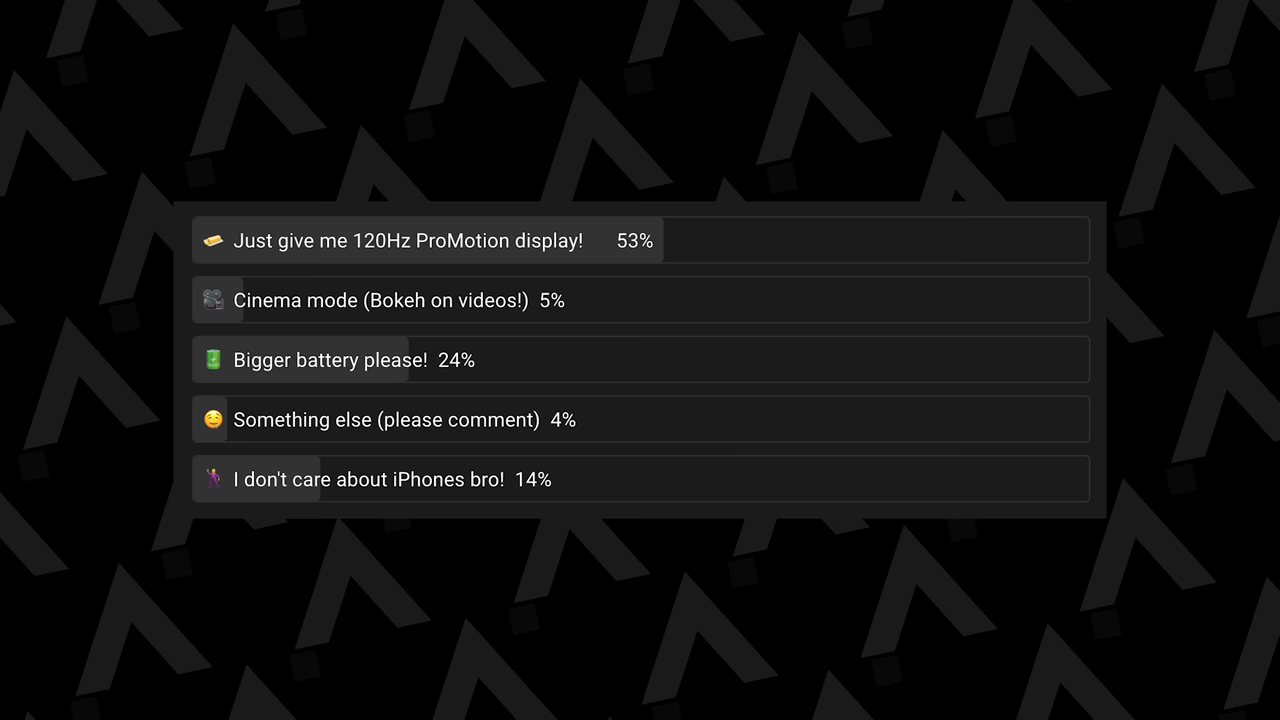 Just give me 120Hz ProMotion display! 53%
Cinema mode (Bokeh on videos!) 5%
Bigger battery please! 24%
Something else (please comment) 4%
I don't care about iPhones bro! 14%